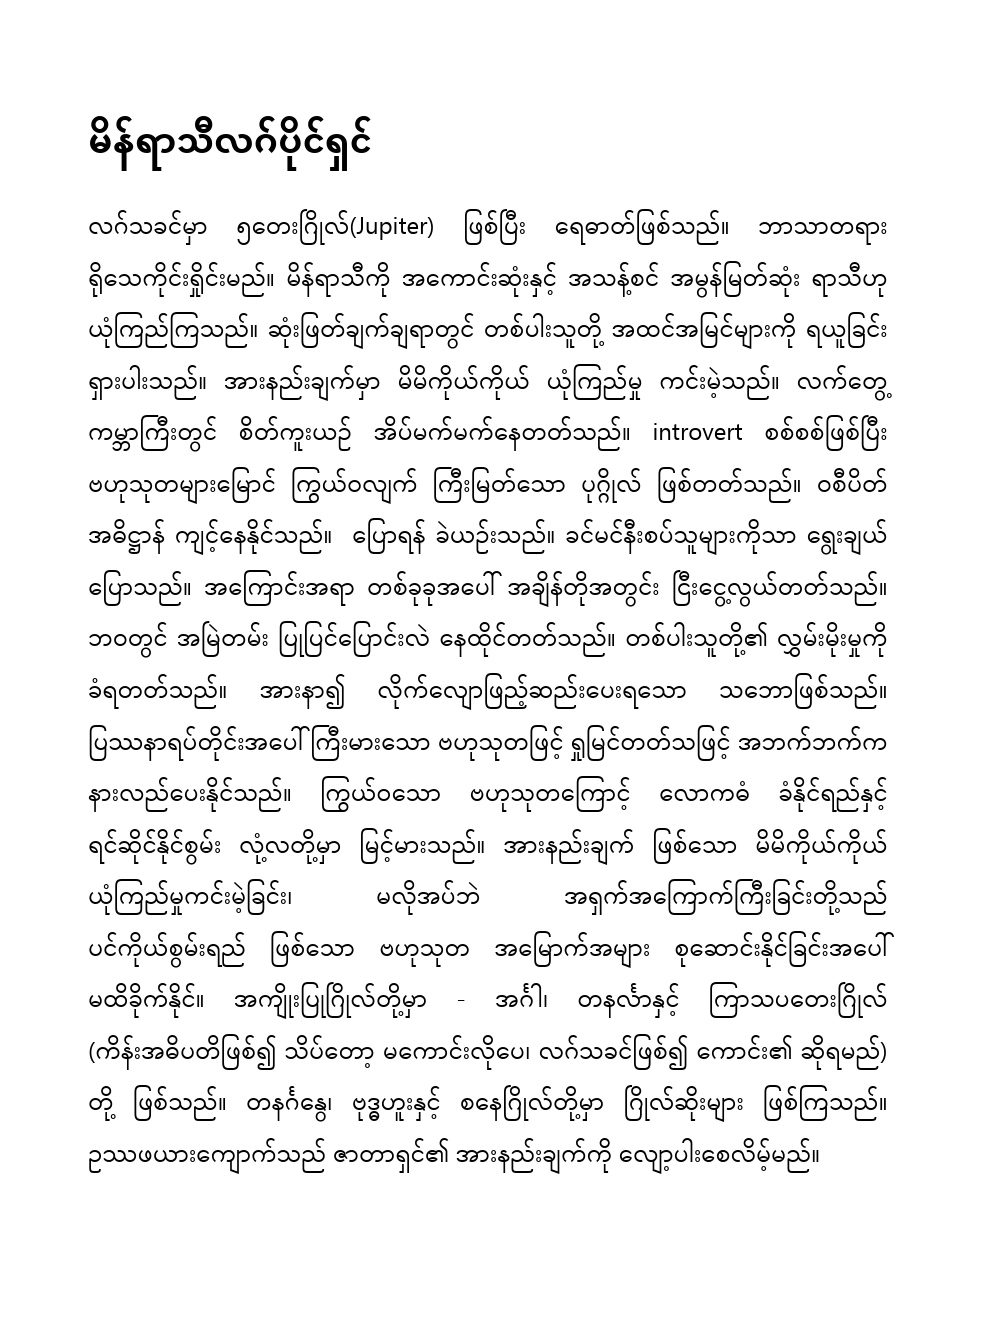 မိန်ရာသီလဂ်ပိုင်ရှင်
လဂ်သခင်မှာ ၅တေးဂြိုလ်(Jupiter) ဖြစ်ပြီး ရေဓာတ်ဖြစ်သည်။ ဘာသာတရား
ရိုသေကိုင်းရှိုင်းမည်။ မိန်ရာသီကို အကောင်းဆုံးနှင့် အသန့်စင် အမွန်မြတ်ဆုံး ရာသီဟု
ယုံကြည်ကြသည်။ ဆုံးဖြတ်ချက်ချရာတွင် တစ်ပါးသူတို့ အထင်အမြင်များကို ရယူခြင်း
ရှားပါးသည်။ အားနည်းချက်မှာ မိမိကိုယ်ကိုယ် ယုံကြည်မှု ကင်းမဲ့သည်။ လက်တွေ့
ကမ္ဘာကြီးတွင် စိတ်ကူးယဉ် အိပ်မက်မက်နေတတ်သည်။ introvert စစ်စစ်ဖြစ်ပြီး
ဗဟုသုတများမြောင် ကြွယ်ဝလျက် ကြီးမြတ်သော ပုဂ္ဂိုလ် ဖြစ်တတ်သည်။ ဝစီပိတ်
အဓိဋ္ဌာန် ကျင့်နေနိုင်သည်။ ပြောရန် ခဲယဉ်းသည်။ ခင်မင်နီးစပ်သူများကိုသာ ရွေးချယ်
ပြောသည်။ အကြောင်းအရာ တစ်ခုခုအပေါ် အချိန်တိုအတွင်း ငြီးငွေ့လွယ်တတ်သည်။
ဘဝတွင် အမြဲတမ်း ပြုပြင်ပြောင်းလဲ နေထိုင်တတ်သည်။ တစ်ပါးသူတို့၏ လွှမ်းမိုးမှုကို
ခံရတတ်သည်။ အားနာ၍ လိုက်လျောဖြည့်ဆည်းပေးရသော သဘောဖြစ်သည်။
ပြဿနာရပ်တိုင်းအပေါ် ကြီးမားသော ဗဟုသုတဖြင့် ရှုမြင်တတ်သဖြင့် အဘက်ဘက်က
နားလည်ပေးနိုင်သည်။ ကြွယ်ဝသော ဗဟုသုတကြောင့် လောကဓံ ခံနိုင်ရည်နှင့်
ရင်ဆိုင်နိုင်စွမ်း လုံ့လတို့မှာ မြင့်မားသည်။ အားနည်းချက် ဖြစ်သော မိမိကိုယ်ကိုယ်
ယုံကြည်မှုကင်းမဲ့ခြင်း၊ မလိုအပ်ဘဲ အရှက်အကြောက်ကြီးခြင်းတို့သည်
ပင်ကိုယ်စွမ်းရည် ဖြစ်သော ဗဟုသုတ အမြောက်အများ စုဆောင်းနိုင်ခြင်းအပေါ်
မထိခိုက်နိုင်။ အကျိုးပြုဂြိုလ်တို့မှာ - အင်္ဂါ၊ တနင်္လာနှင့် ကြာသပတေးဂြိုလ်
(ကိန်းအဓိပတိဖြစ်၍ သိပ်တော့ မကောင်းလိုပေ၊ လဂ်သခင်ဖြစ်၍ ကောင်း၏ ဆိုရမည်)
တို့ ဖြစ်သည်။ တနင်္ဂနွေ၊ ဗုဒ္ဓဟူးနှင့် စနေဂြိုလ်တို့မှာ ဂြိုလ်ဆိုးများ ဖြစ်ကြသည်။
ဥဿဖယားကျောက်သည် ဇာတာရှင်၏ အားနည်းချက်ကို လျော့ပါးစေလိမ့်မည်။